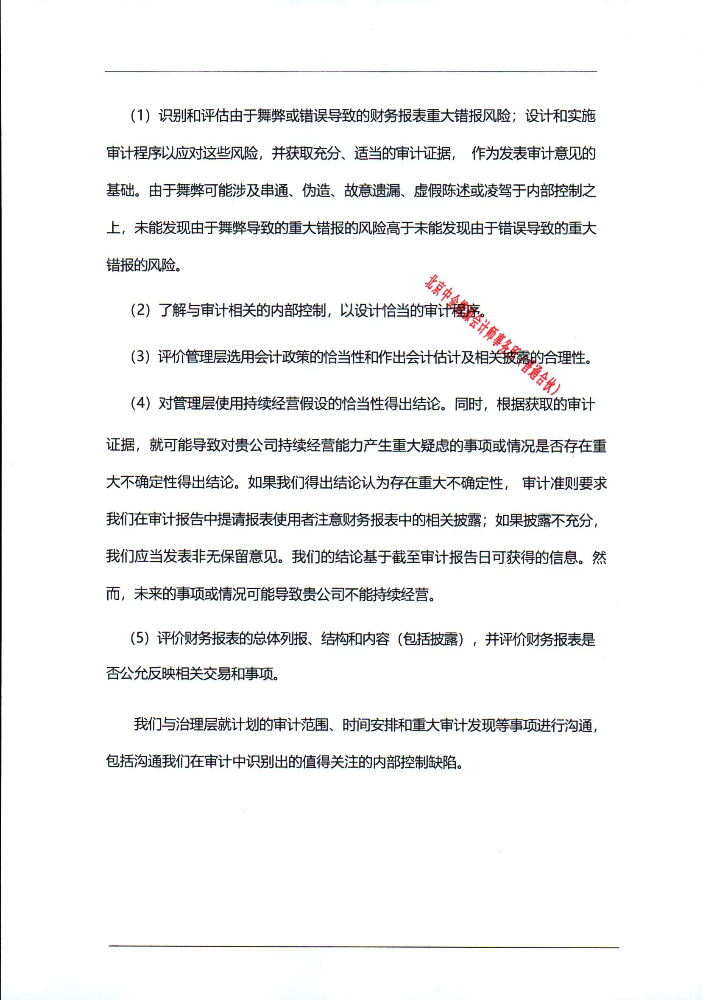 （1）识别和评估由于舞弊或错误导致的财务报表重大错报风险；设计和实施
审计程序以应对这些风险，并获取充分、适当的审计证据， 作为发表审计意见的
基础。由于舞弊可能涉及串通、伪造、故意遗漏、虚假陈述或凌驾于内部控制之
上，未能发现由于舞弊导致的重大错报的风险高于未能发现由于错误导致的重大
错报的风险。
（2）了解与审计相关的内部控制，以设计恰当的审计程序。
（3）评价管理层选用会计政策的恰当性和作出会计估计及相关披露的合理性。
（4）对管理层使用持续经营假设的恰当性得出结论。同时，根据获取的审计
证据，就可能导致对贵公司持续经营能力产生重大疑虑的事项或情况是否存在重
大不确定性得出结论。如果我们得出结论认为存在重大不确定性， 审计准则要求
我们在审计报告中提请报表使用者注意财务报表中的相关披露；如果披露不充分，
我们应当发表非无保留意见。我们的结论基于截至审计报告日可获得的信息。然
而，未来的事项或情况可能导致贵公司不能持续经营。
（5）评价财务报表的总体列报、结构和内容（包括披露），并评价财务报表是
否公允反映相关交易和事项。
我们与治理层就计划的审计范围、时间安排和重大审计发现等事项进行沟通，
包括沟通我们在审计中识别出的值得关注的内部控制缺陷。
北京中企会计师事务所（普通合伙）